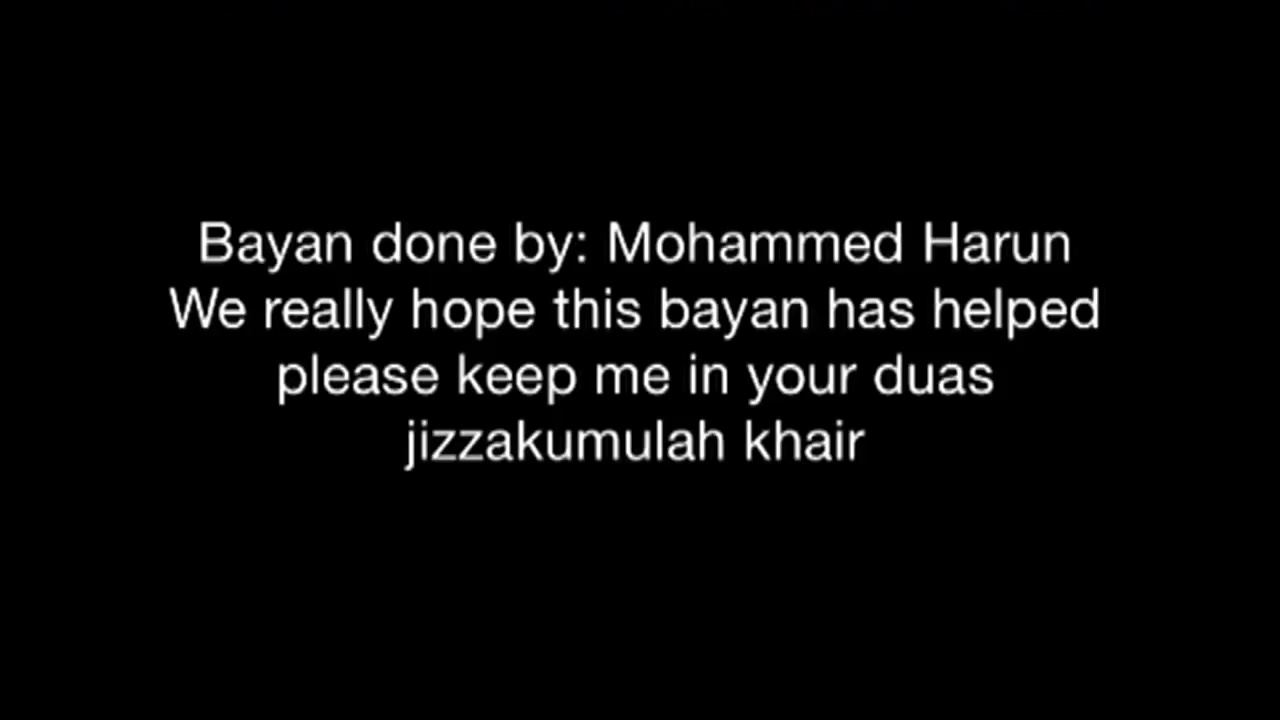 Bayan done by: Mohammed Harun
We really hope this bayan has helped
please keep me in your duas
jizzakumulah khair